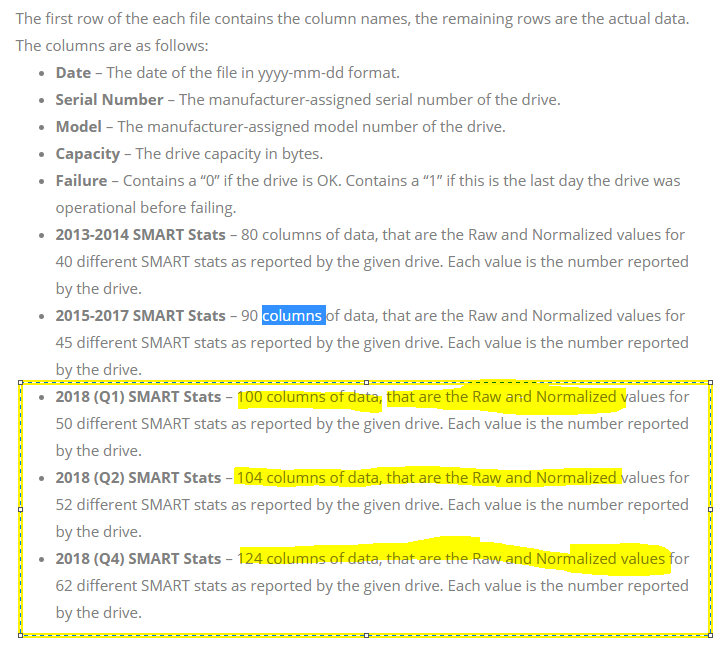 The first row of the each file contains the column names, the remaining rows are the actual data.
The columns are as follows:
• Date – The date of the file in yyyy-mm-dd format.
• Serial Number – The manufacturer-assigned serial number of the drive.
• Model – The manufacturer-assigned model number of the drive.
• Capacity – The drive capacity in bytes.
• Failure – Contains a “0” if the drive is OK. Contains a “1” if this is the last day the drive was
operational before failing.
• 2013-2014 SMART Stats – 80 columns of data, that are the Raw and Normalized values for
40 different SMART stats as reported by the given drive. Each value is the number reported
by the drive.
• 2015-2017 SMART Stats – 90 columns of data, that are the Raw and Normalized values for
45 different SMART stats as reported by the given drive. Each value is the number reported
by the drive.
• 2018 (Q1) SMART Stats – 100 columns of data, that are the Raw and Normalized values for
50 different SMART stats as reported by the given drive. Each value is the number reported
by the drive.
• 2018 (Q2) SMART Stats – 104 columns of data, that are the Raw and Normalized values for
52 different SMART stats as reported by the given drive. Each value is the number reported
by the drive.
• 2018 (Q4) SMART Stats – 124 columns of data, that are the Raw and Normalized values for
62 different SMART stats as reported by the given drive. Each value is the number reported
by the drive.